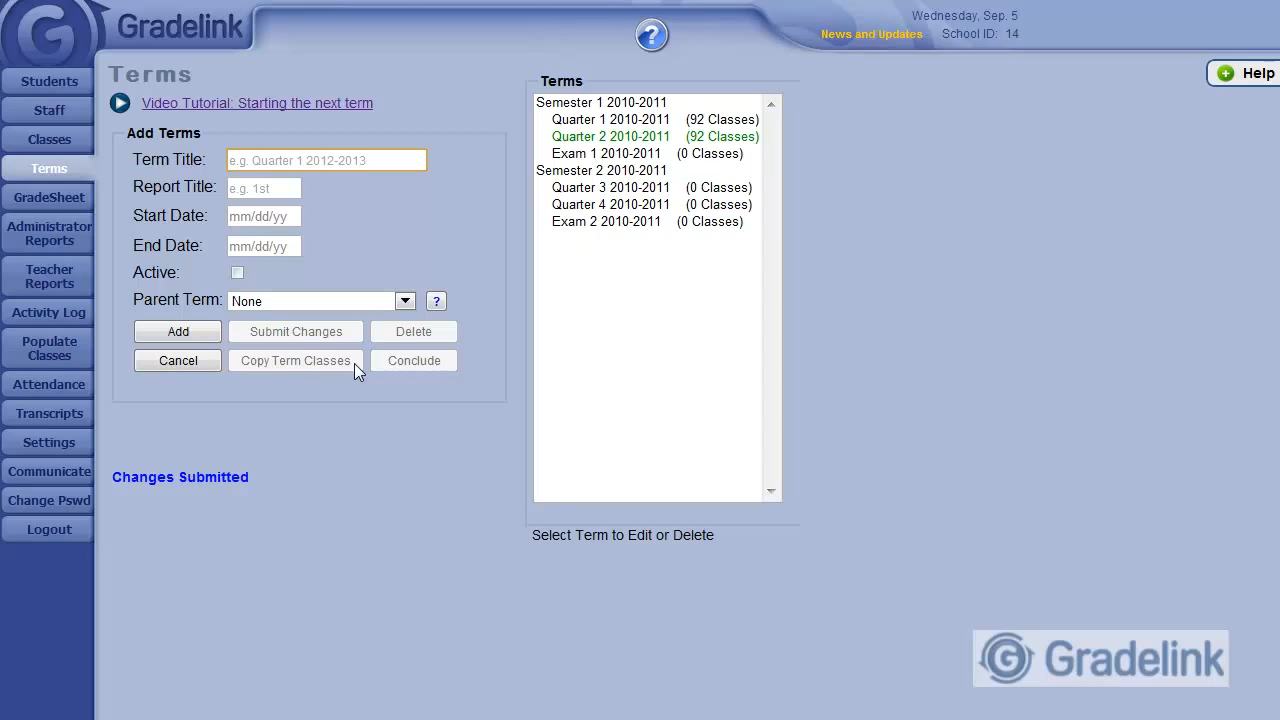 Gradelink
?
Wednesday, Sep. 5
News and Updates School ID: 14
Help
Students
Staff
Classes
Terms
GradeSheet
Administrator
Reports
Teacher
Reports
Activity Log
Populate
Classes
Attendance
Transcripts
Settings
Communicate
Change Pswd
Logout
Terms
Video Tutorial: Starting the next term
Add Terms
Term Title: e.g. Quarter 1 2012-2013
Report Title: e.g. 1st
Start Date: mm/dd/yy
End Date: mm/dd/yy
Active:
Parent Term: None ?
Add Submit Changes Delete
Cancel Copy Term Classes Conclude
Changes Submitted
Terms
Semester 1 2010-2011
Quarter 1 2010-2011 (92 Classes)
Quarter 2 2010-2011 (92 Classes)
Exam 1 2010-2011 (0 Classes)
Semester 2 2010-2011
Quarter 3 2010-2011 (0 Classes)
Quarter 4 2010-2011 (0 Classes)
Exam 2 2010-2011 (0 Classes)
Select Term to Edit or Delete
Gradelink